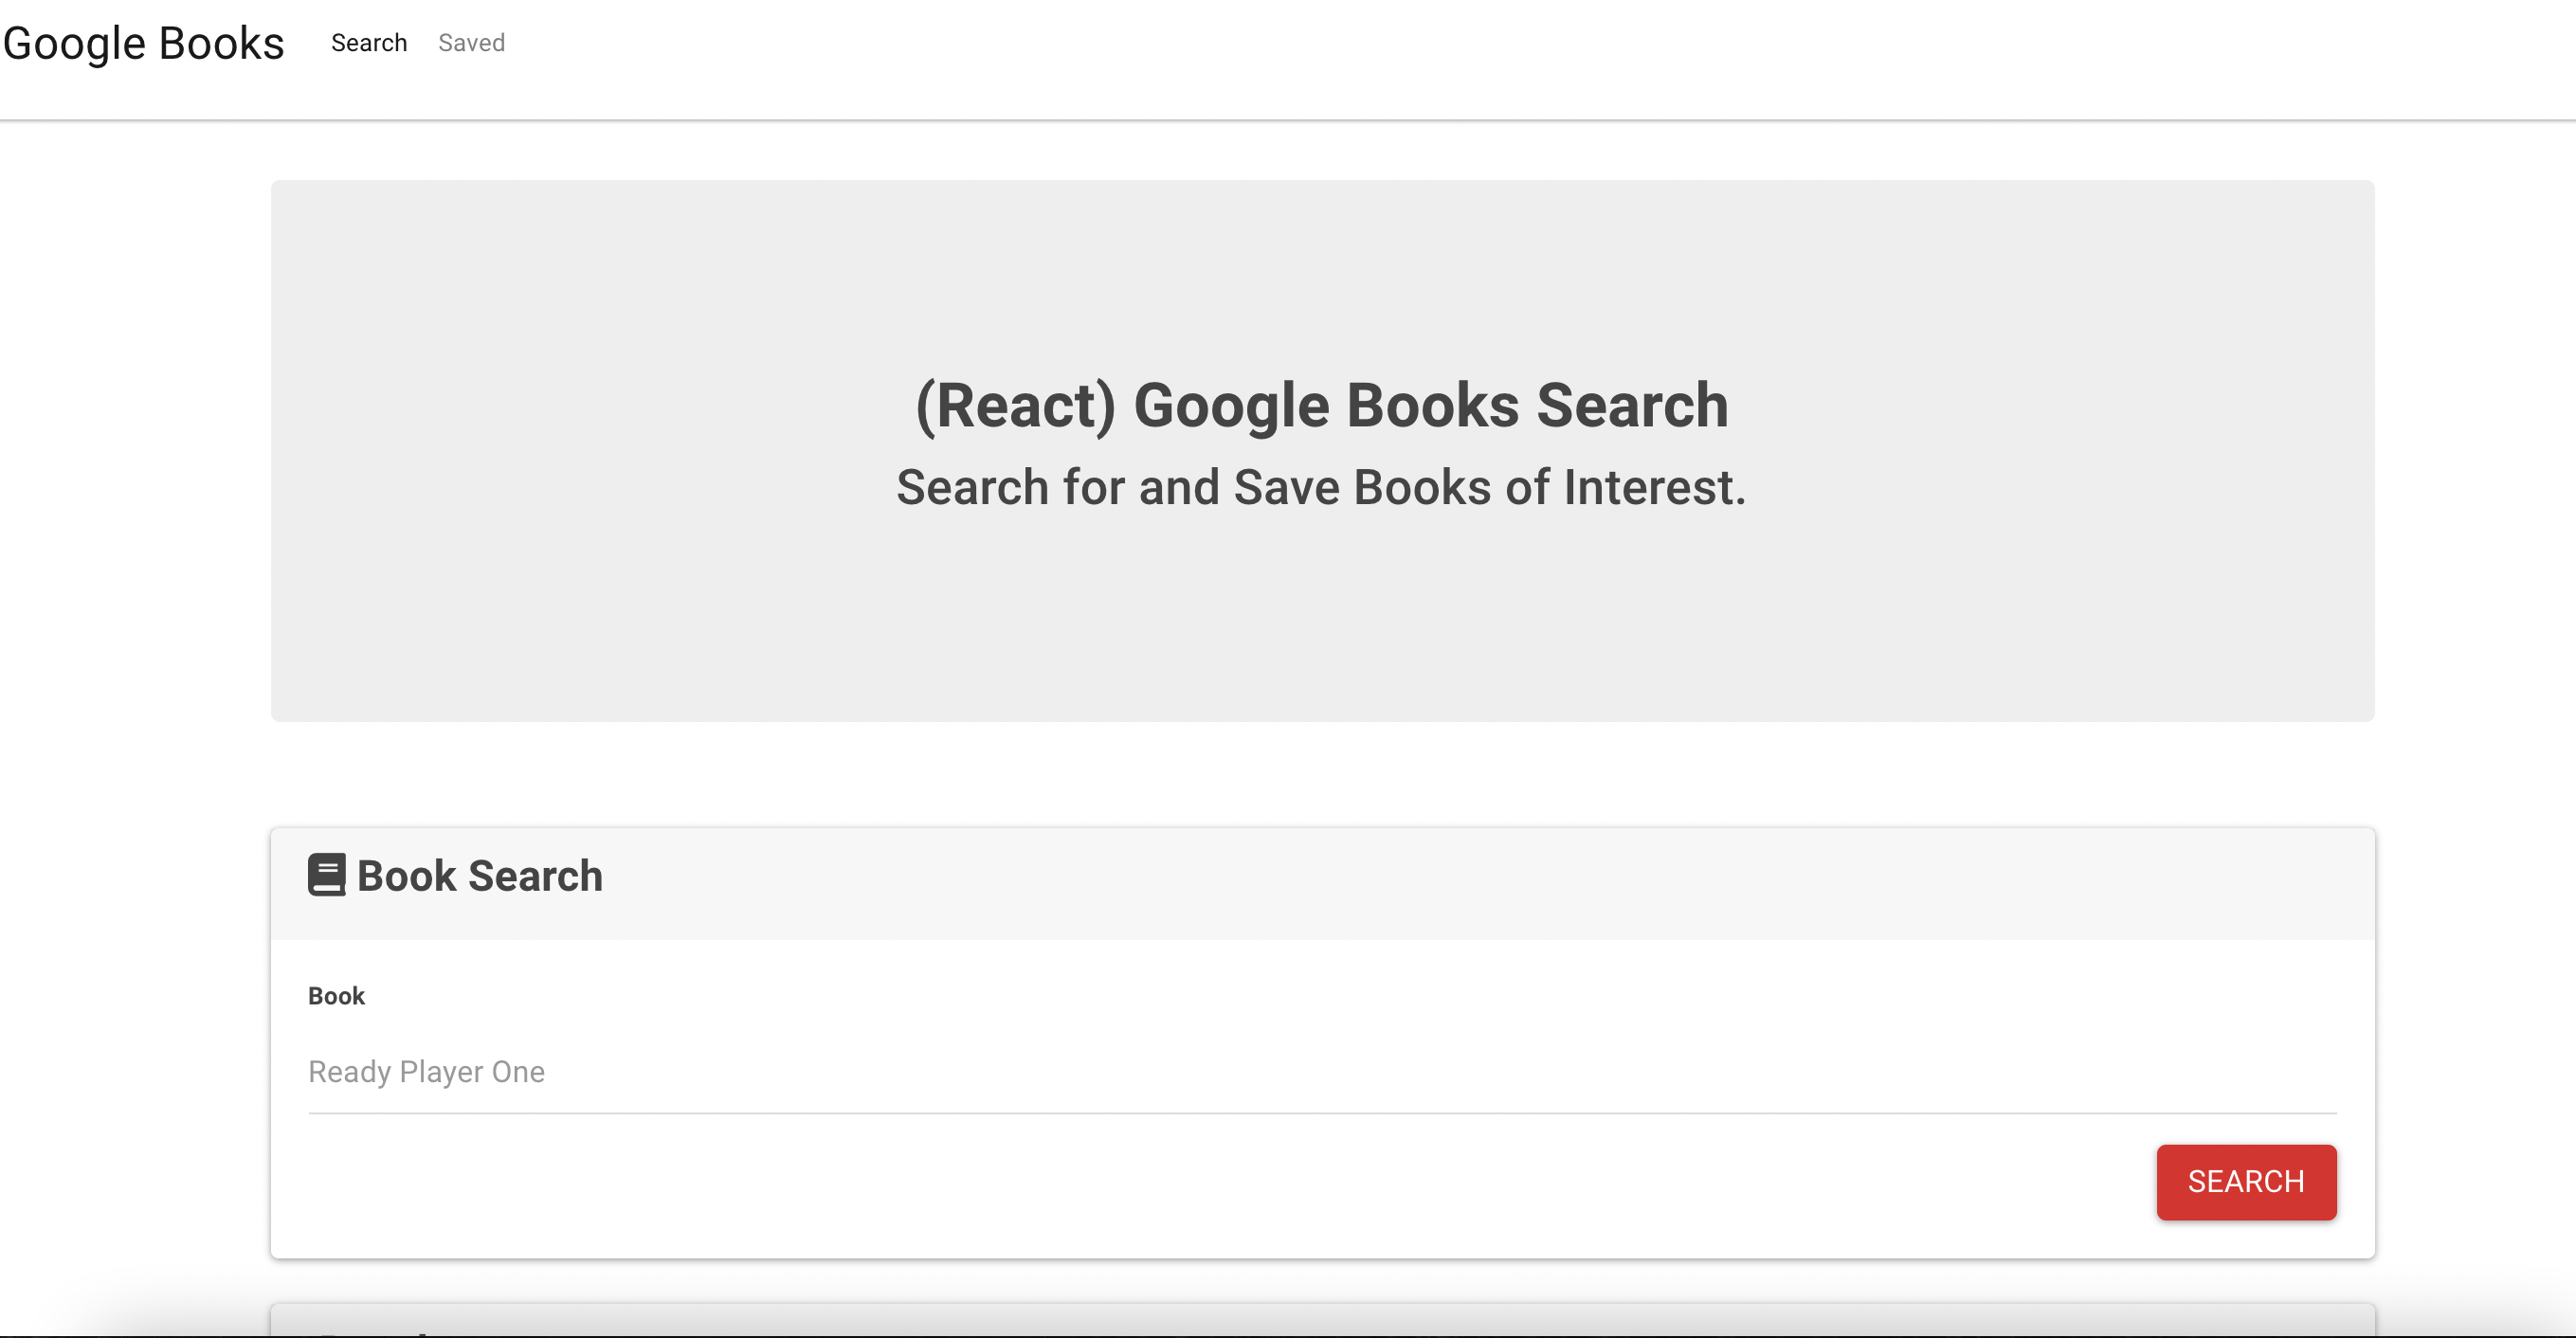 Google Books Search Saved
(React) Google Books Search
Search for and Save Books of Interest.
Book Search
Book
Ready Player One
SEARCH